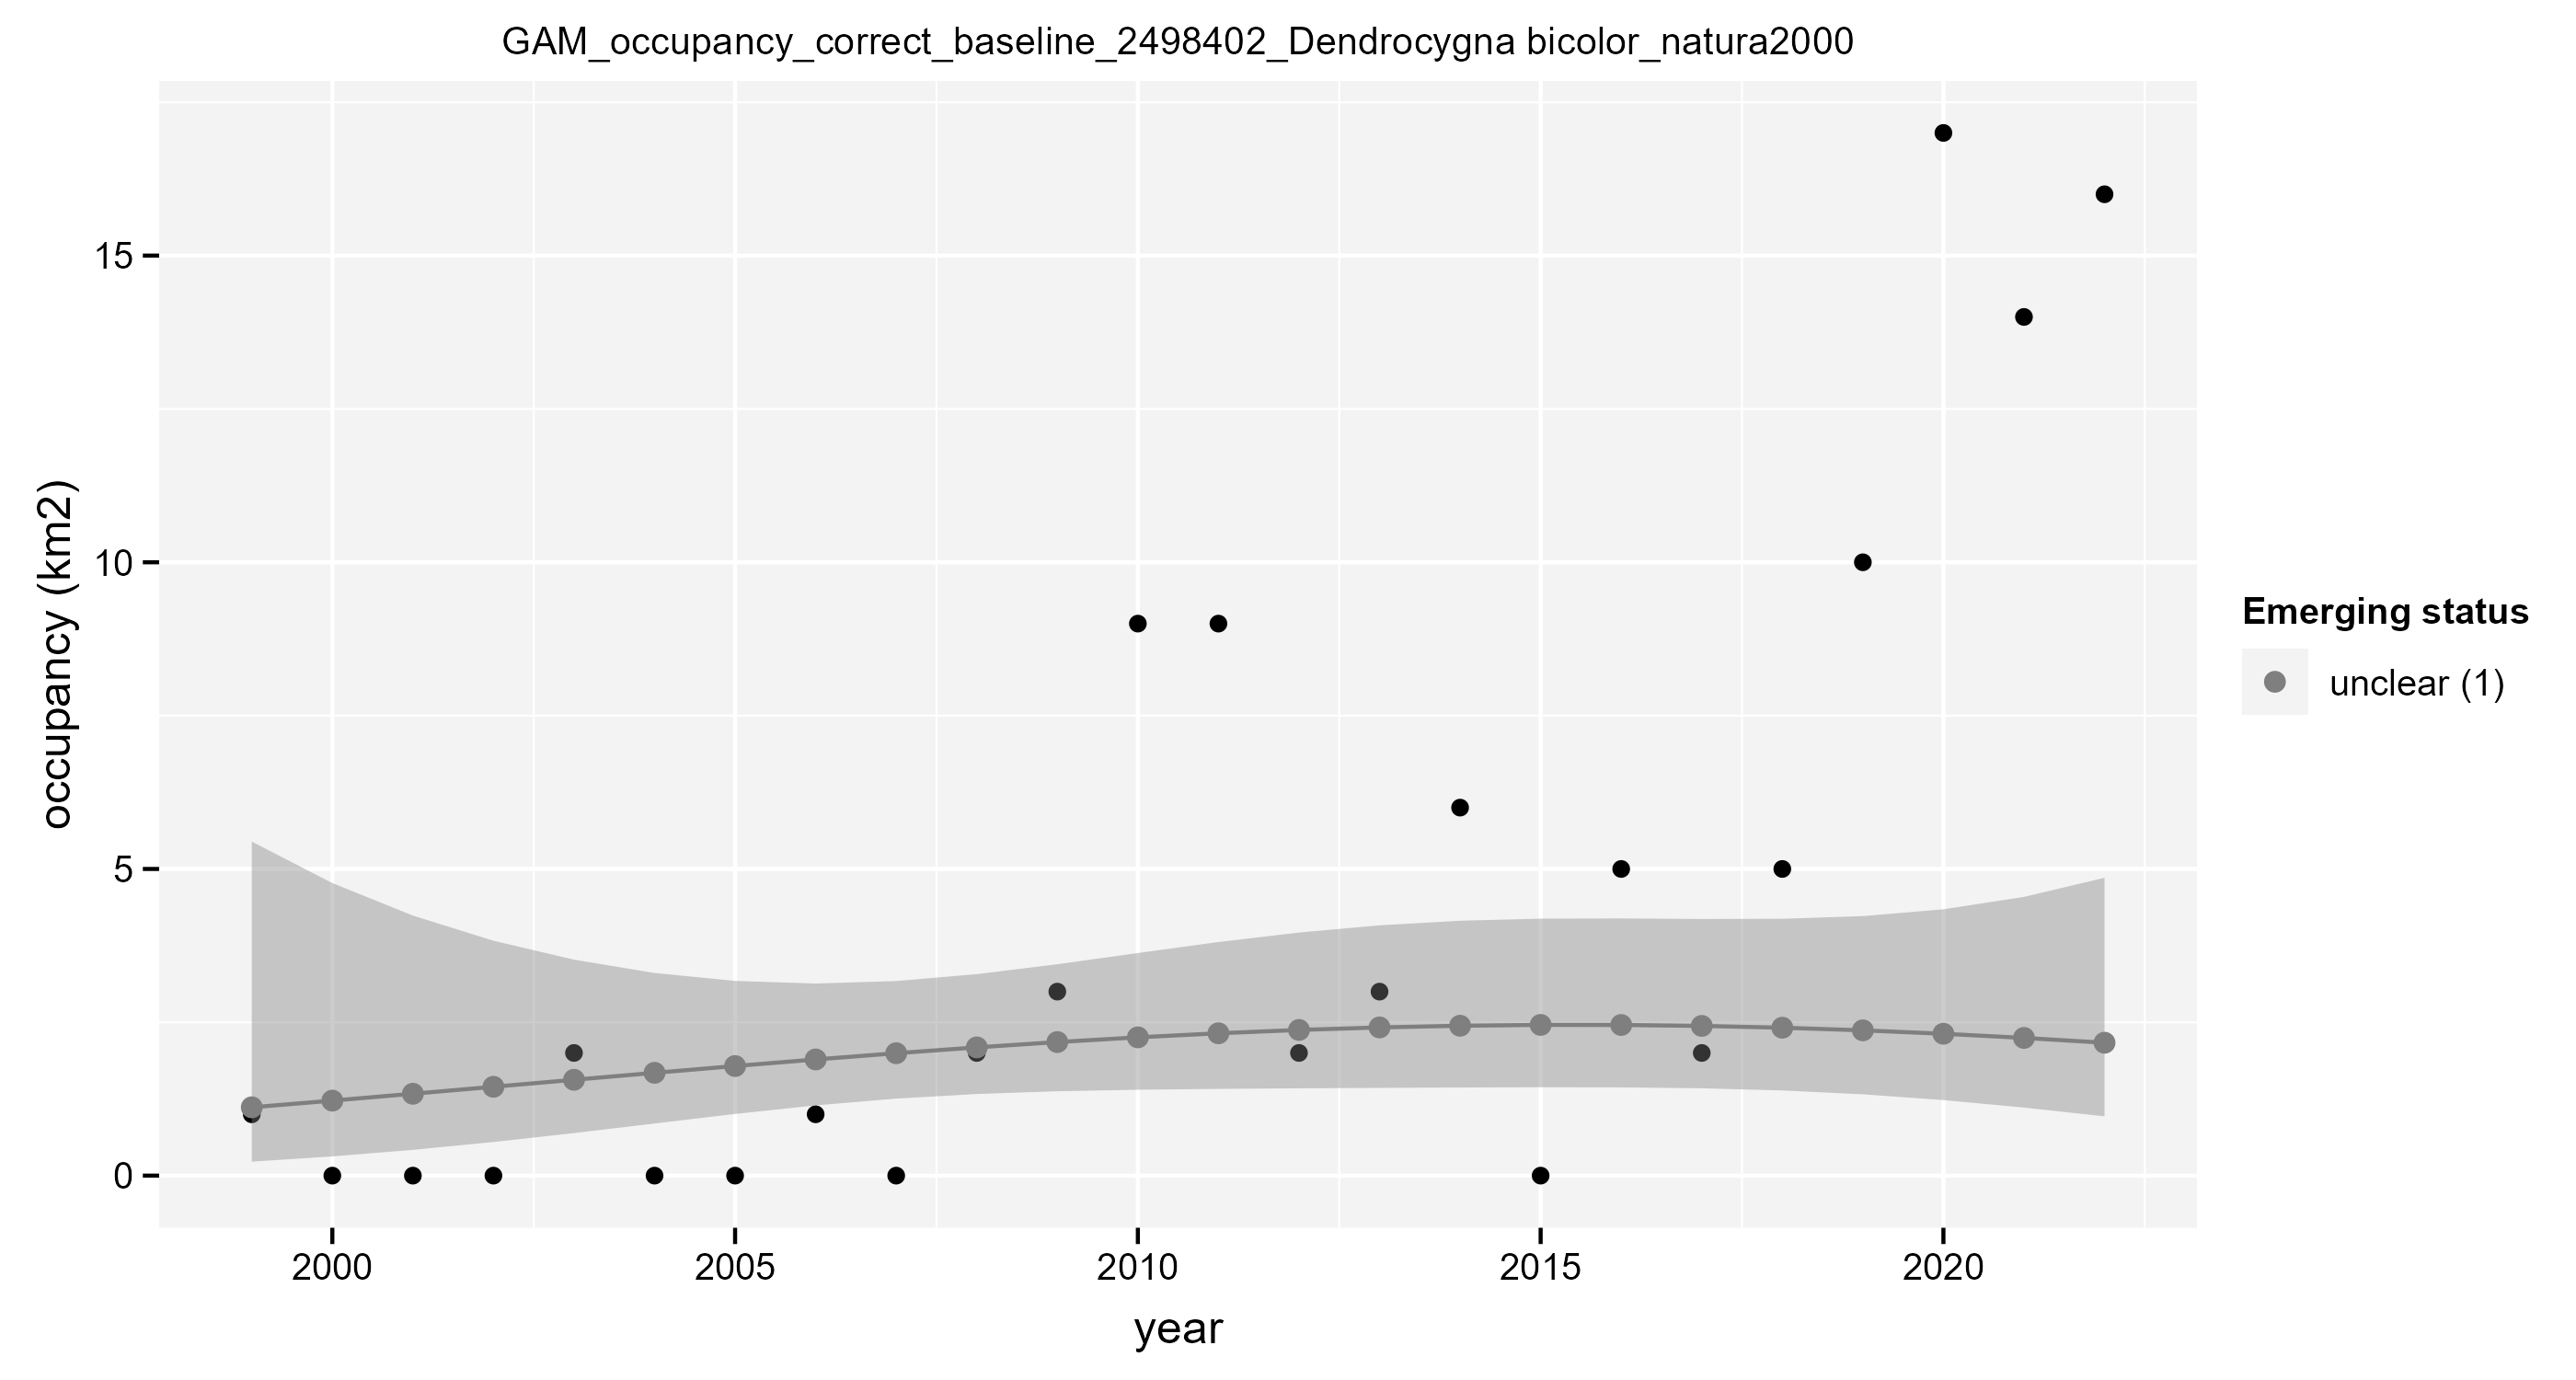 GAM_occupancy_correct_baseline_2498402_Dendrocygna bicolor_natura2000
occupancy (km2)
15
10
5
0
2000
2005
2010
2015
2020
year
Emerging status
unclear (1)